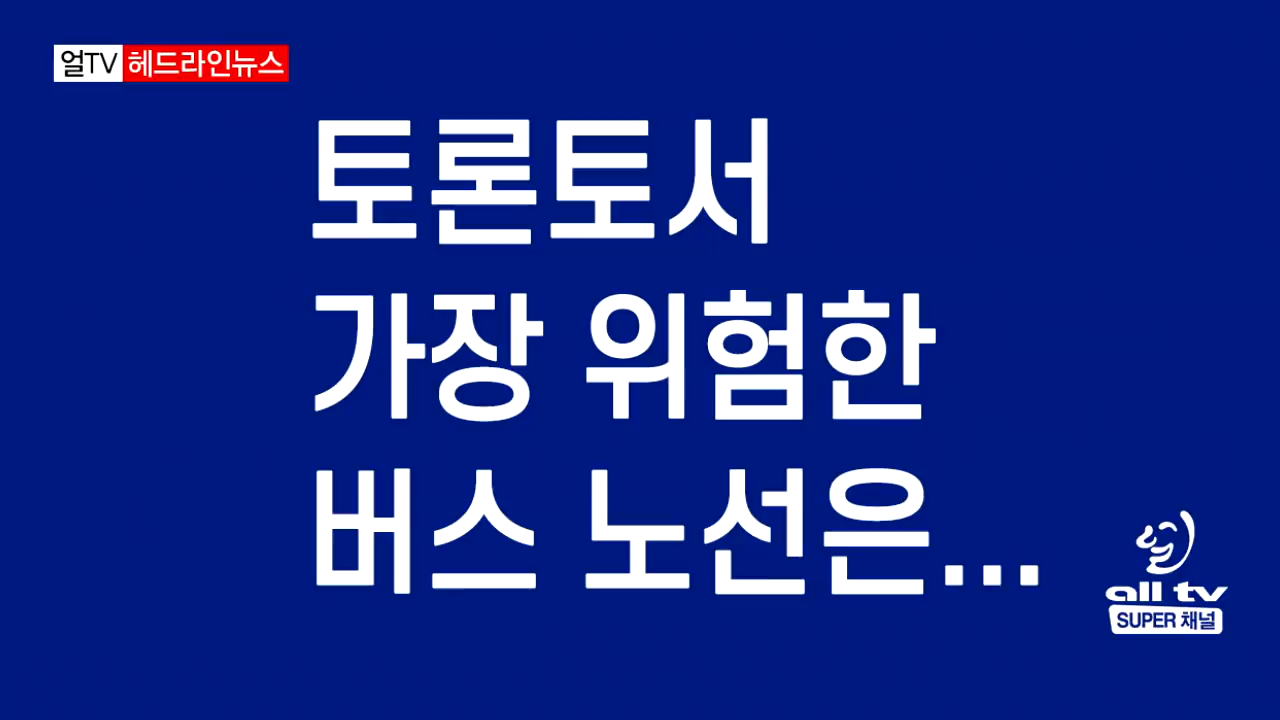 얼TV 헤드라인뉴스
토론토서
가장 위험한
버스 노선은...
all tv
SUPER 채널